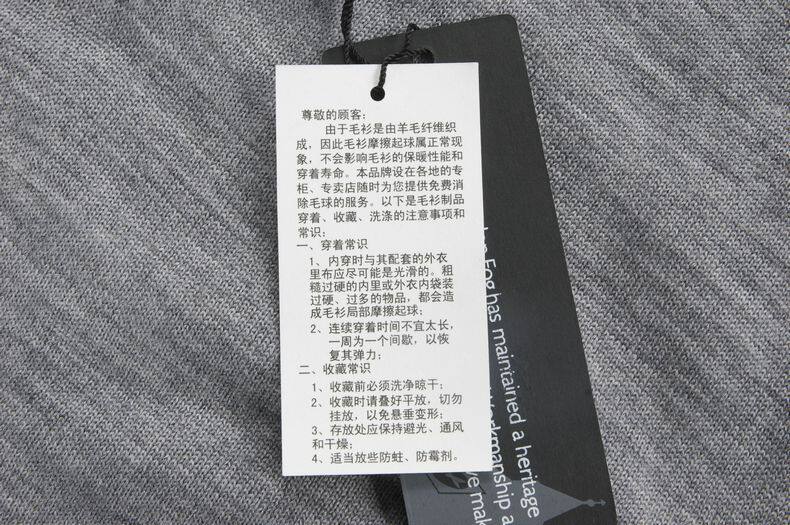 尊敬的顾客：
由于毛衫是由羊毛纤维织
成，因此毛衫摩擦起球属正常现
象，不会影响毛衫的保暖性能和
穿着寿命。本品牌设在各地的专
柜、专卖店随时为您提供免费消
除毛球的服务。以下是毛衫制品
穿着、收藏、洗涤的注意事项和
常识：
一、穿着常识
1、内穿时与其配套的外衣
里布应尽可能是光滑的。粗
糙过硬的内里或外衣内袋装
过硬、过多的物品，都会造
成毛衫局部摩擦起球；
2、连续穿着时间不宜太长，
一周为一个间歇，以恢
复其弹力；
二、收藏常识
1、收藏前必须洗净晾干；
2、收藏时请叠好平放，切勿
挂放，以免悬垂变形；
3、存放处应保持避光、通风
和干燥；
4、适当放些防蛀、防霉剂。
Fog has maintained a heritage